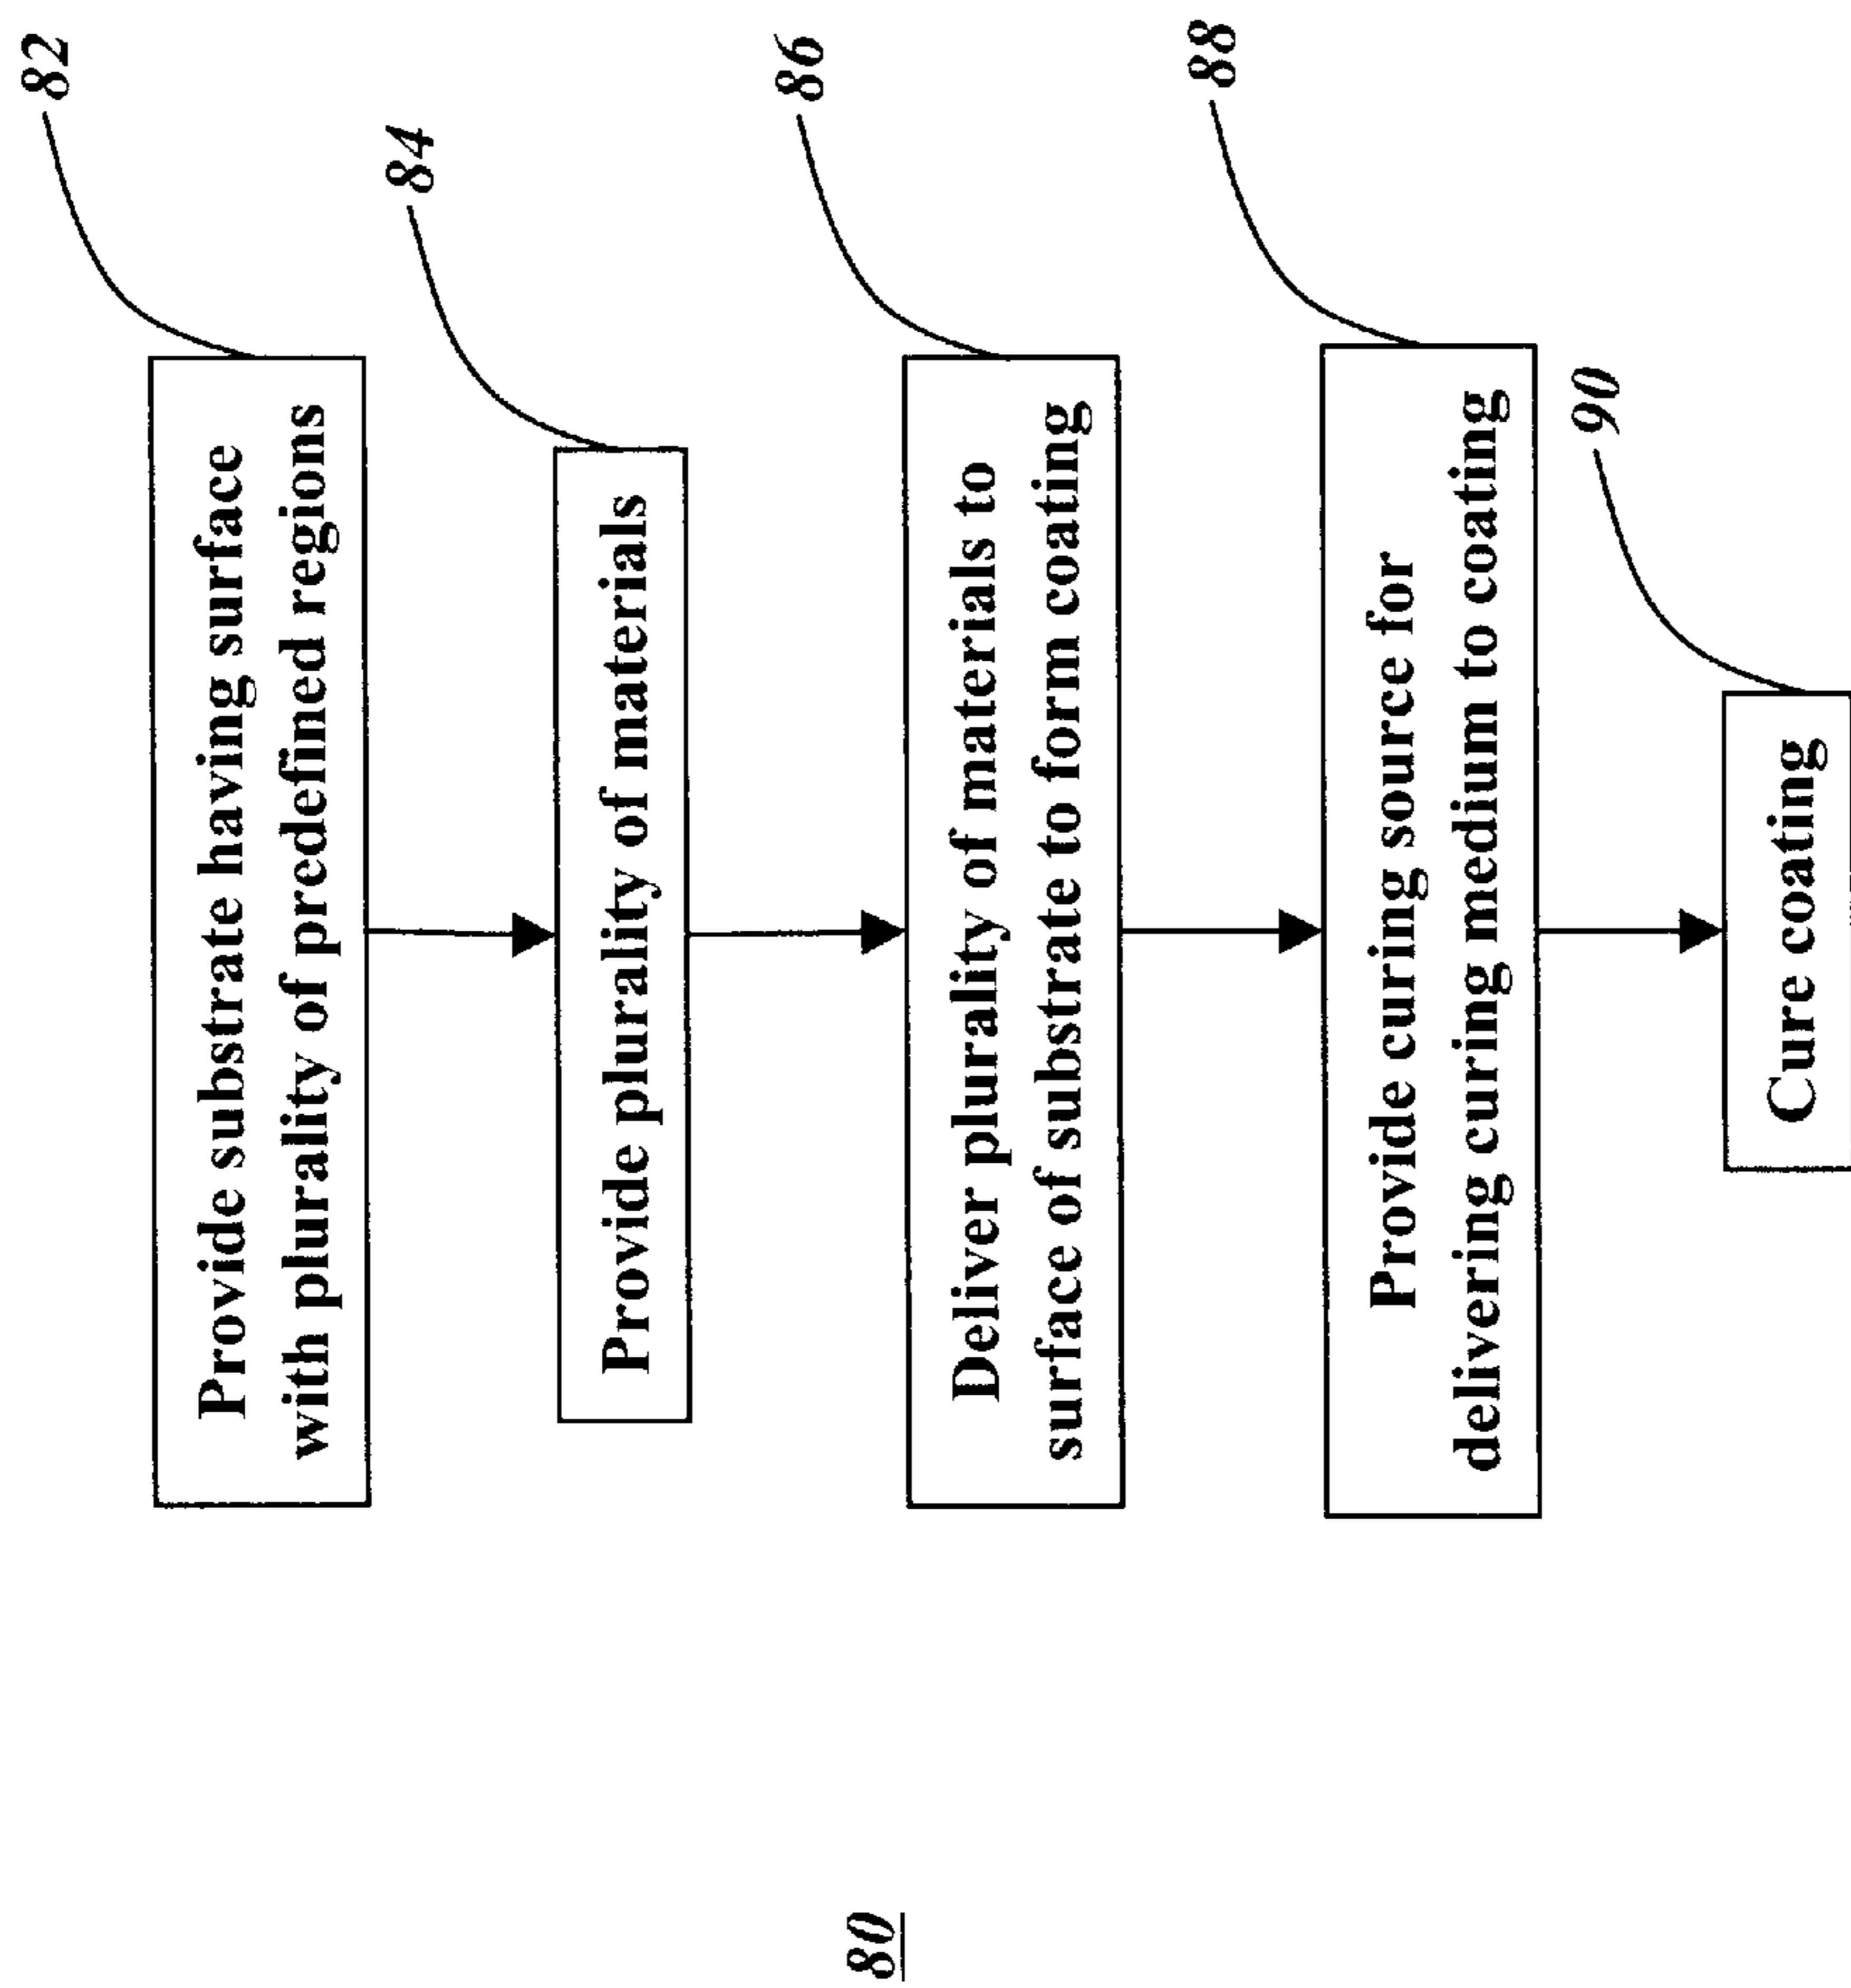 82
Provide substrate having surface
with plurality of predefined regions
84
Provide plurality of materials
86
Deliver plurality of materials to
surface of substrate to form coating
88
Provide curing source for
delivering curing medium to coating
90
Cure coating
80